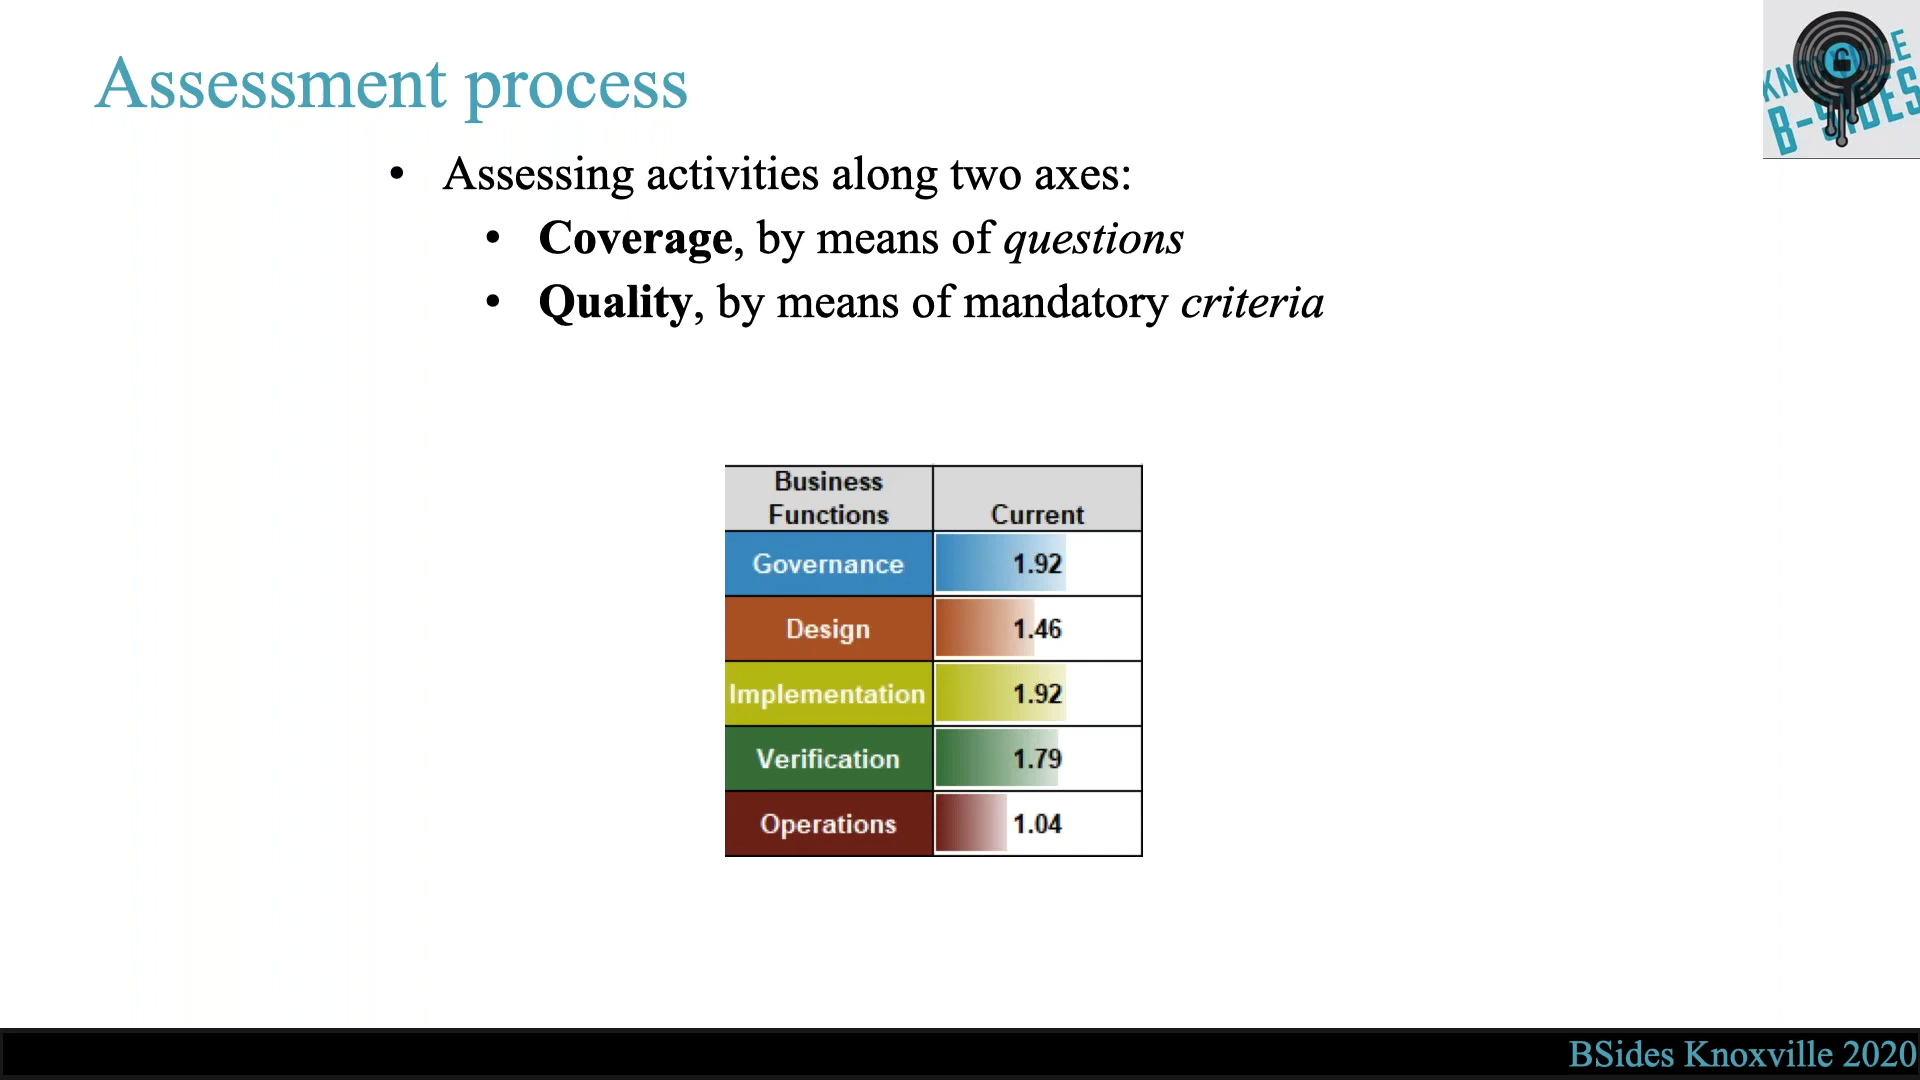 Assessment process
KNOXVILLE
B-SIDES
• Assessing activities along two axes:
• Coverage, by means of questions
• Quality, by means of mandatory criteria
Business
Functions
Current
Governance 1.92
Design 1.46
Implementation 1.92
Verification 1.79
Operations 1.04
BSides Knoxville 2020